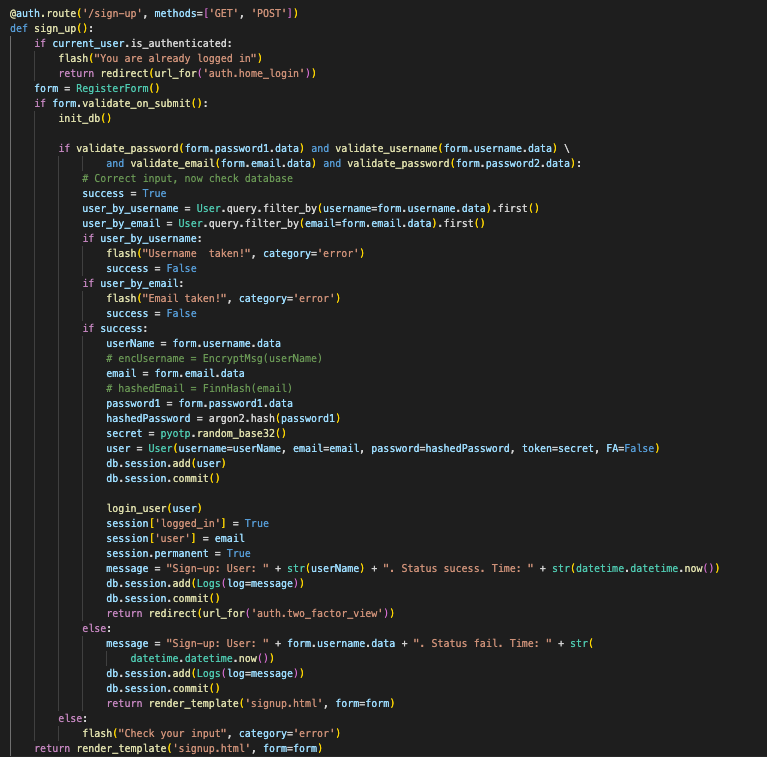 @auth.route('/sign-up', methods=['GET', 'POST'])
def sign_up():
    if current_user.is_authenticated:
        flash("You are already logged in")
        return redirect(url_for('auth.home_login'))
    form = RegisterForm()
    if form.validate_on_submit():
        init_db()

        if validate_password(form.password1.data) and validate_username(form.username.data) \
                and validate_email(form.email.data) and validate_password(form.password2.data):
            # Correct input, now check database
            success = True
            user_by_username = User.query.filter_by(username=form.username.data).first()
            user_by_email = User.query.filter_by(email=form.email.data).first()
            if user_by_username:
                flash("Username  taken!", category='error')
                success = False
            if user_by_email:
                flash("Email taken!", category='error')
                success = False
            if success:
                userName = form.username.data
                # encUsername = EncryptMsg(userName)
                email = form.email.data
                # hashedEmail = FinnHash(email)
                password1 = form.password1.data
                hashedPassword = argon2.hash(password1)
                secret = pyotp.random_base32()
                user = User(username=userName, email=email, password=hashedPassword, token=secret, FA=False)
                db.session.add(user)
                db.session.commit()

                login_user(user)
                session['logged_in'] = True
                session['user'] = email
                session.permanent = True
                message = "Sign-up: User: " + str(userName) + ". Status sucess. Time: " + str(datetime.datetime.now())
                db.session.add(Logs(log=message))
                db.session.commit()
                return redirect(url_for('auth.two_factor_view'))
            else:
                message = "Sign-up: User: " + form.username.data + ". Status fail. Time: " + str(
                    datetime.datetime.now())
                db.session.add(Logs(log=message))
                db.session.commit()
                return render_template('signup.html', form=form)
        else:
            flash("Check your input", category='error')
    return render_template('signup.html', form=form)